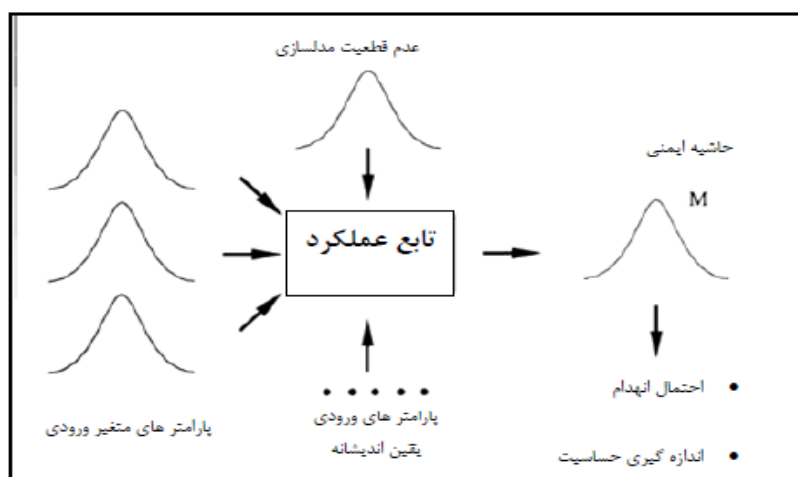 عدم قطعیت مدلسازی
حاشیه ایمنی
M
تابع عملکرد
پارامتر های متغیر ورودی
پارامتر های ورودی
یقین اندیشانه
• احتمال انهدام
• اندازه گیری حساسیت